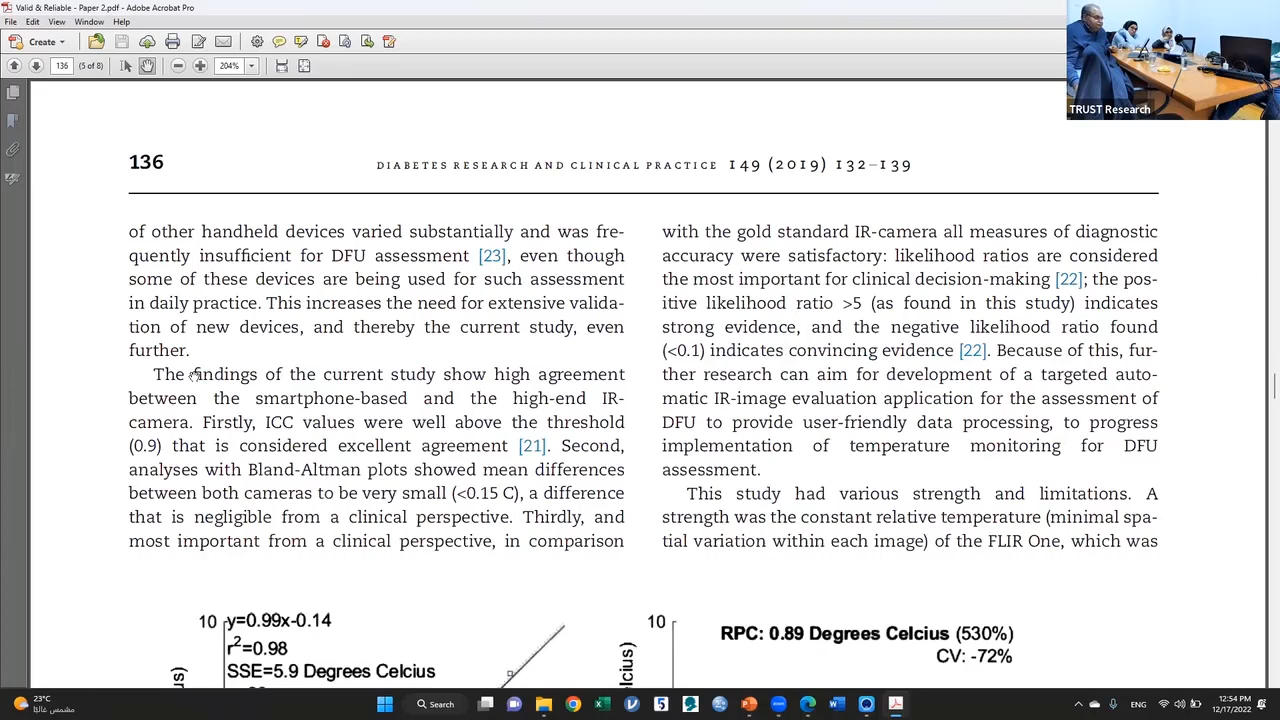 Valid & Reliable - Paper 2.pdf - Adobe Acrobat Pro
File Edit View Window Help
Create
136 (5 of 8) 204%
TRUST Research
136 DIABETES RESEARCH AND CLINICAL PRACTICE 149 (2019) 132–139
of other handheld devices varied substantially and was fre-
quently insufficient for DFU assessment [23], even though
some of these devices are being used for such assessment
in daily practice. This increases the need for extensive valida-
tion of new devices, and thereby the current study, even
further.
The findings of the current study show high agreement
between the smartphone-based and the high-end IR-
camera. Firstly, ICC values were well above the threshold
(0.9) that is considered excellent agreement [21]. Second,
analyses with Bland-Altman plots showed mean differences
between both cameras to be very small (<0.15 C), a difference
that is negligible from a clinical perspective. Thirdly, and
most important from a clinical perspective, in comparison
with the gold standard IR-camera all measures of diagnostic
accuracy were satisfactory: likelihood ratios are considered
the most important for clinical decision-making [22]; the pos-
itive likelihood ratio >5 (as found in this study) indicates
strong evidence, and the negative likelihood ratio found
(<0.1) indicates convincing evidence [22]. Because of this, fur-
ther research can aim for development of a targeted auto-
matic IR-image evaluation application for the assessment of
DFU to provide user-friendly data processing, to progress
implementation of temperature monitoring for DFU
assessment.
This study had various strength and limitations. A
strength was the constant relative temperature (minimal spa-
tial variation within each image) of the FLIR One, which was
10
y=0.99x-0.14
r²=0.98
SSE=5.9 Degrees Celcius
us)
10
RPC: 0.89 Degrees Celcius (530%)
CV: -72%
elcius)
23°C
مشمس غالبًا
Search
ENG
12:54 PM
12/17/2022